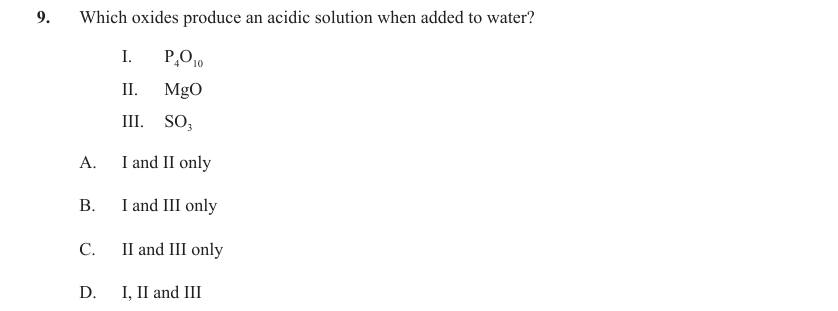 9. Which oxides produce an acidic solution when added to water?
I. P₄O₁₀
II. MgO
III. SO₃
A. I and II only
B. I and III only
C. II and III only
D. I, II and III